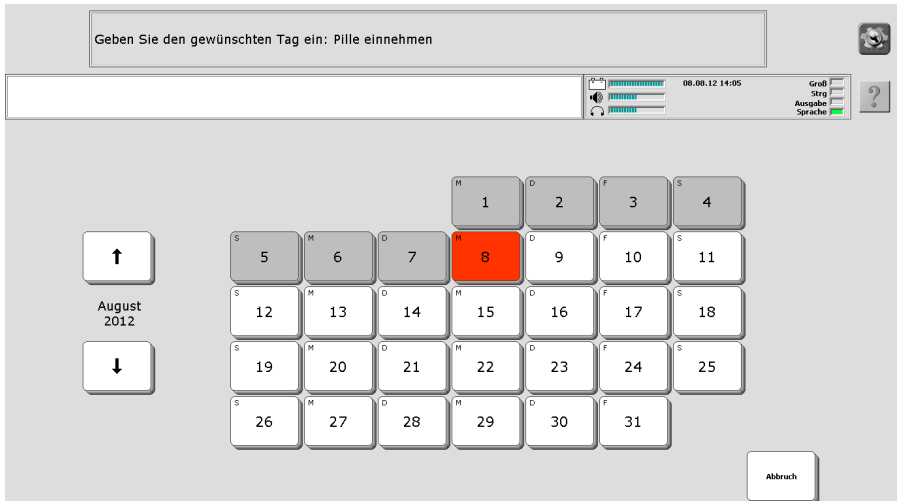 Geben Sie den gewünschten Tag ein: Pille einnehmen
08.08.12 14:05
Groß
Strg
Ausgabe
Sprache
?
M 1 D 2 F 3 S 4
S 5 M 6 D 7 M 8 D 9 F 10 S 11
August
2012
S 12 M 13 D 14 M 15 D 16 F 17 S 18
S 19 M 20 D 21 M 22 D 23 F 24 S 25
S 26 M 27 D 28 M 29 D 30 F 31
Abbruch